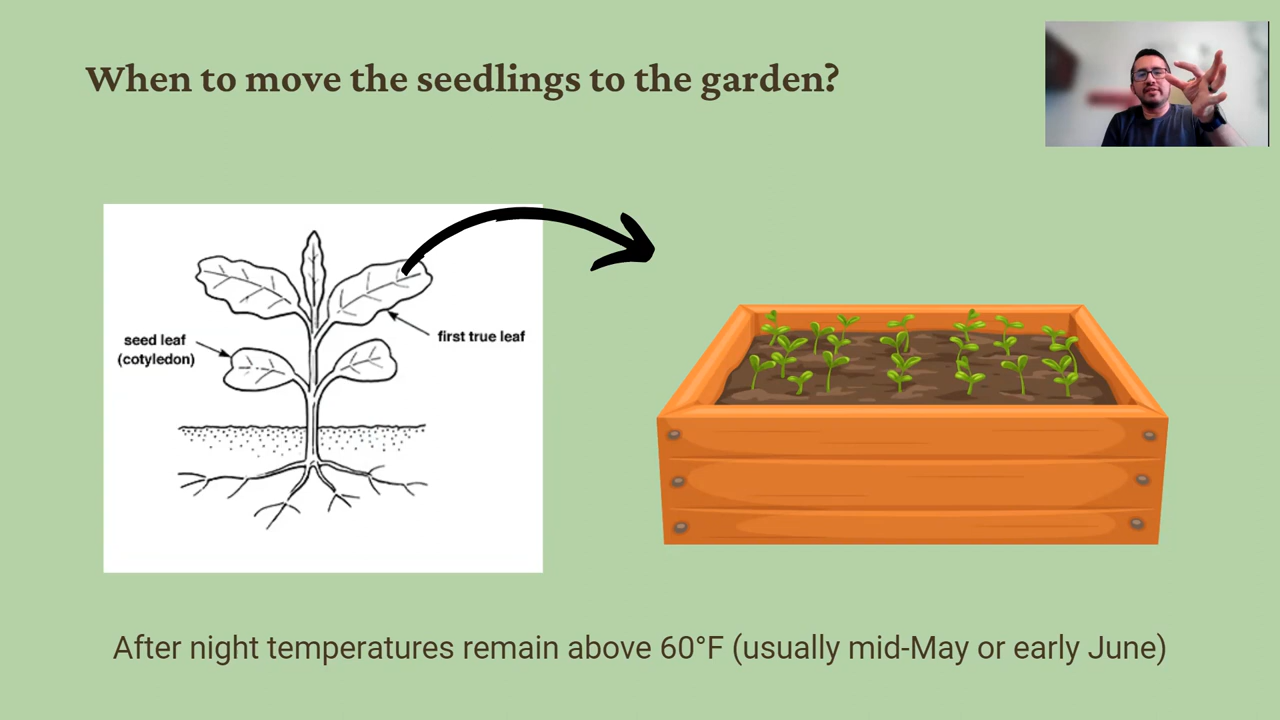 When to move the seedlings to the garden?
seed leaf
(cotyledon)
first true leaf
After night temperatures remain above 60°F (usually mid-May or early June)